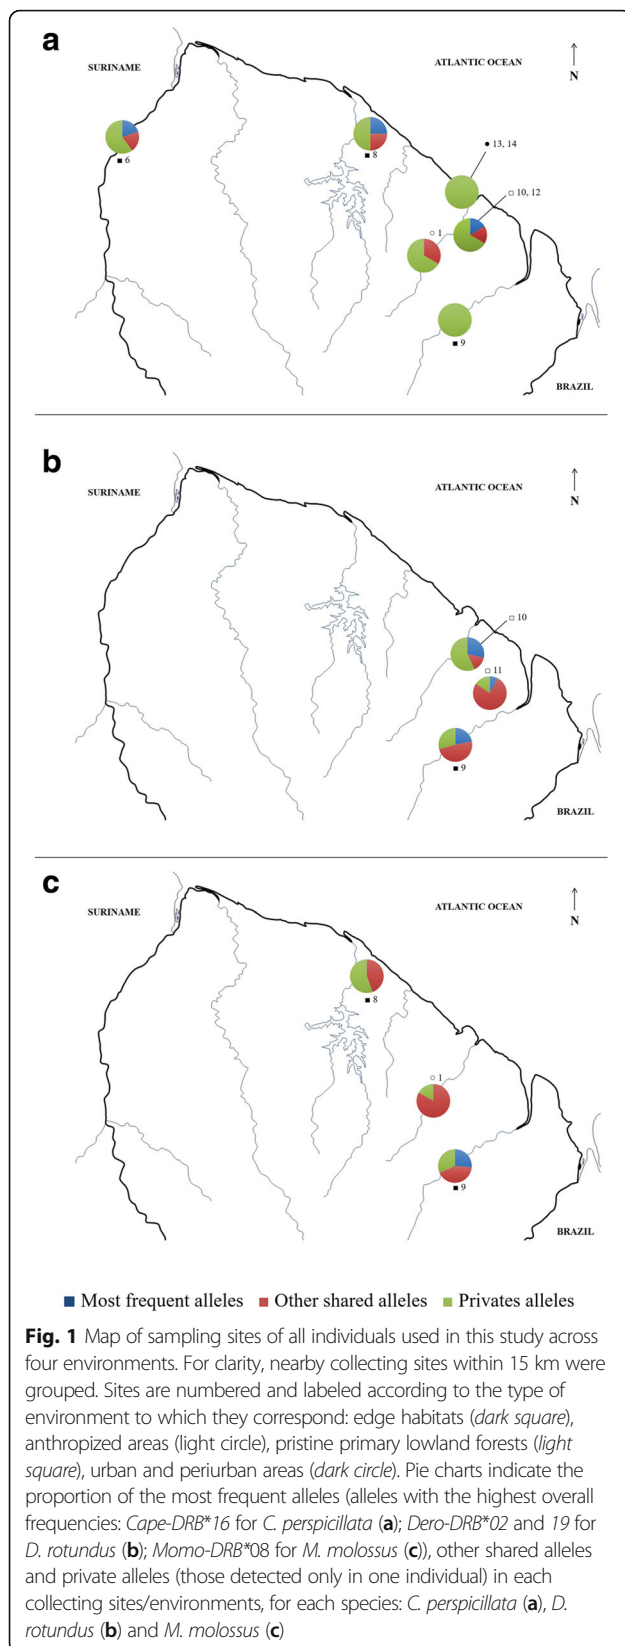 a
SURINAME
ATLANTIC OCEAN
N
■ 6
■ 8
● 13, 14
□ 10, 12
○ 1
■ 9
BRAZIL
b
SURINAME
ATLANTIC OCEAN
N
□ 10
□ 11
■ 9
BRAZIL
c
SURINAME
ATLANTIC OCEAN
N
■ 8
○ 1
■ 9
BRAZIL
■ Most frequent alleles ■ Other shared alleles ■ Privates alleles
Fig. 1 Map of sampling sites of all individuals used in this study across
four environments. For clarity, nearby collecting sites within 15 km were
grouped. Sites are numbered and labeled according to the type of
environment to which they correspond: edge habitats (dark square),
anthropized areas (light circle), pristine primary lowland forests (light
square), urban and periurban areas (dark circle). Pie charts indicate the
proportion of the most frequent alleles (alleles with the highest overall
frequencies: Cape-DRB*16 for C. perspicillata (a); Dero-DRB*02 and 19 for
D. rotundus (b); Momo-DRB*08 for M. molossus (c)), other shared alleles
and private alleles (those detected only in one individual) in each
collecting sites/environments, for each species: C. perspicillata (a), D.
rotundus (b) and M. molossus (c)